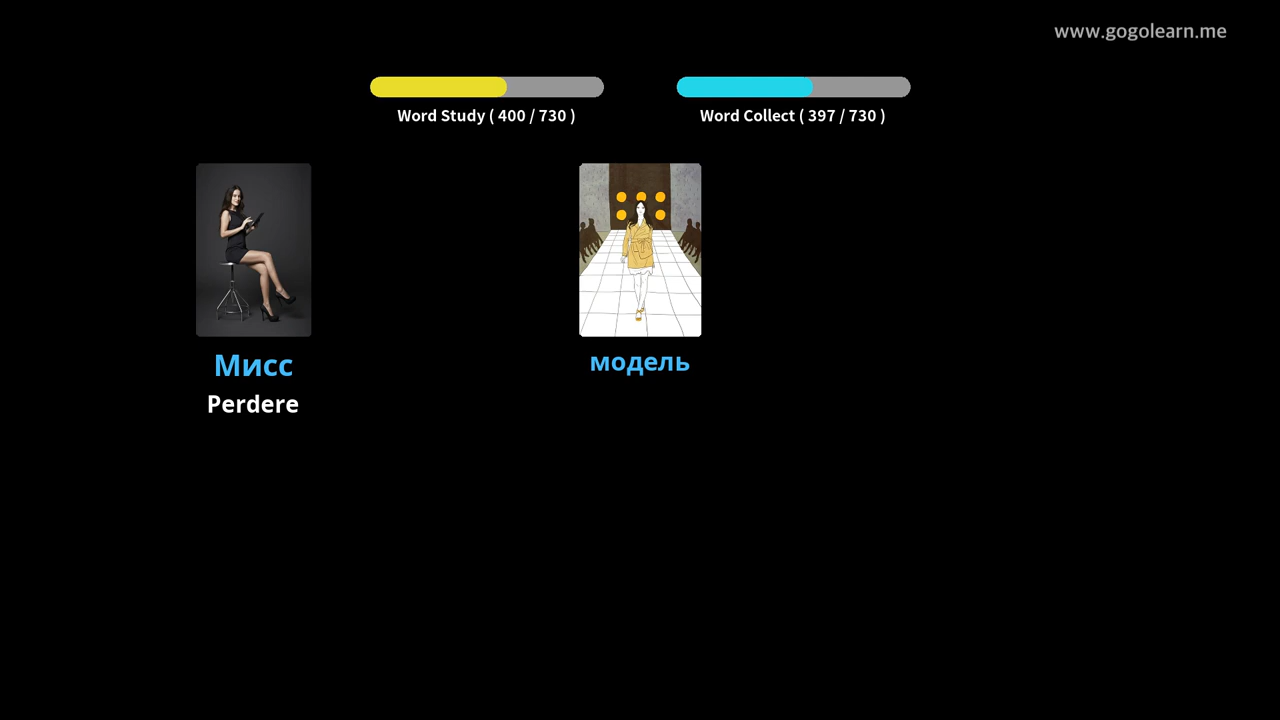 www.gogolearn.me
Word Study ( 400 / 730 )
Word Collect ( 397 / 730 )
Мисс
модель
Perdere